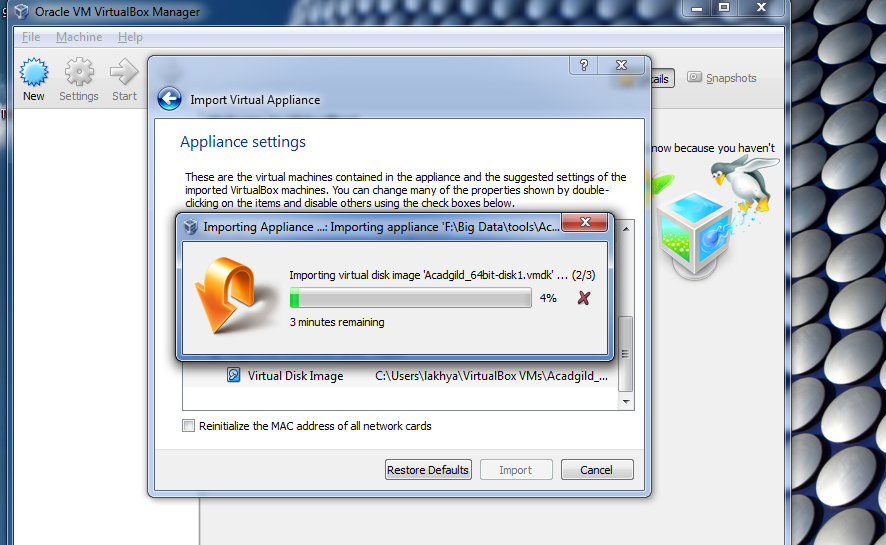 Oracle VM VirtualBox Manager
File Machine Help
New Settings Start
Snapshots
Import Virtual Appliance
now because you haven't
Appliance settings
These are the virtual machines contained in the appliance and the suggested settings of the
imported VirtualBox machines. You can change many of the properties shown by double-
clicking on the items and disable others using the check boxes below.
Importing Appliance ...: Importing appliance 'F:\Big Data\tools\Ac...
Importing virtual disk image 'Acadgild_64bit-disk1.vmdk' ... (2/3)
4%
3 minutes remaining
Virtual Disk Image C:\Users\lakhya\VirtualBox VMs\Acadgild_...
Reinitialize the MAC address of all network cards
Restore Defaults Import Cancel